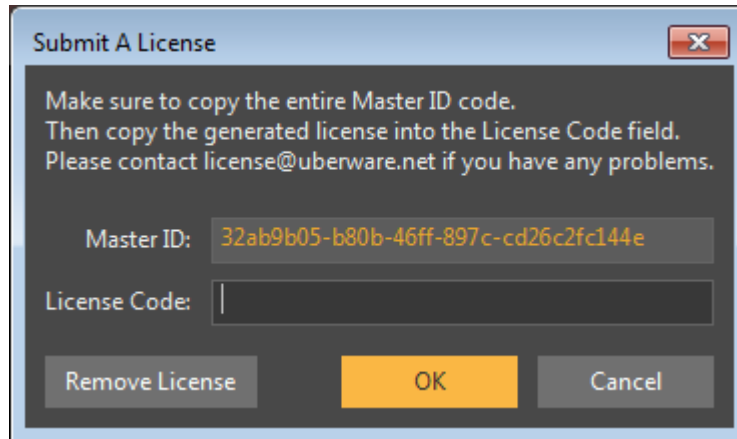 Submit A License
Make sure to copy the entire Master ID code.
Then copy the generated license into the License Code field.
Please contact license@uberware.net if you have any problems.
Master ID: 32ab9b05-b80b-46ff-897c-cd26c2fc144e
License Code:
Remove License OK Cancel